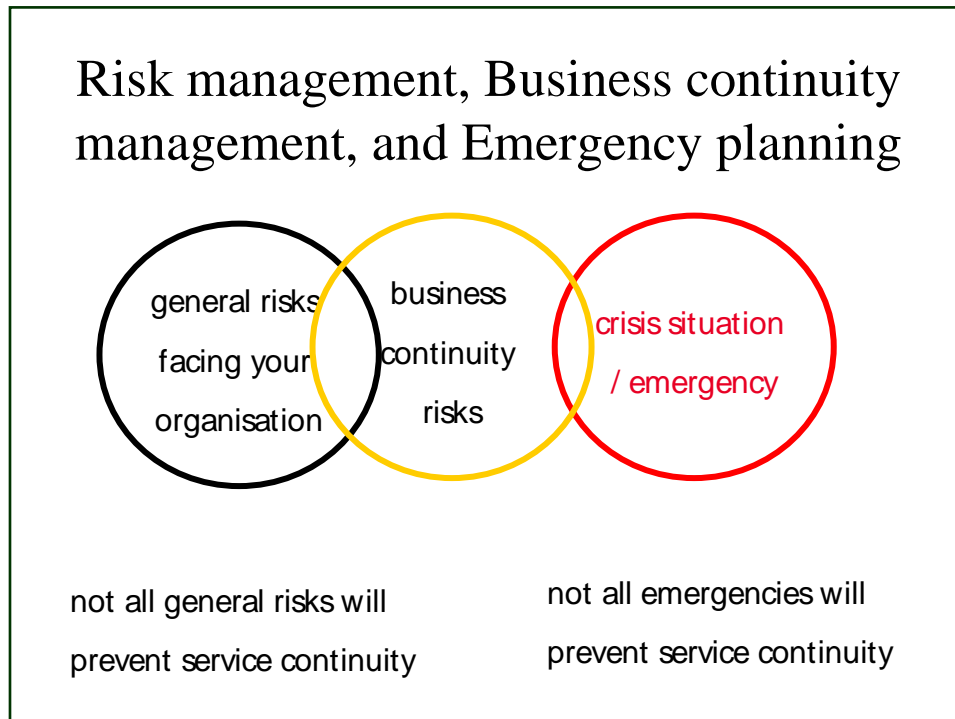 Risk management, Business continuity
management, and Emergency planning
general risks
facing your
organisation
business
continuity
risks
crisis situation
/ emergency
not all general risks will
prevent service continuity
not all emergencies will
prevent service continuity